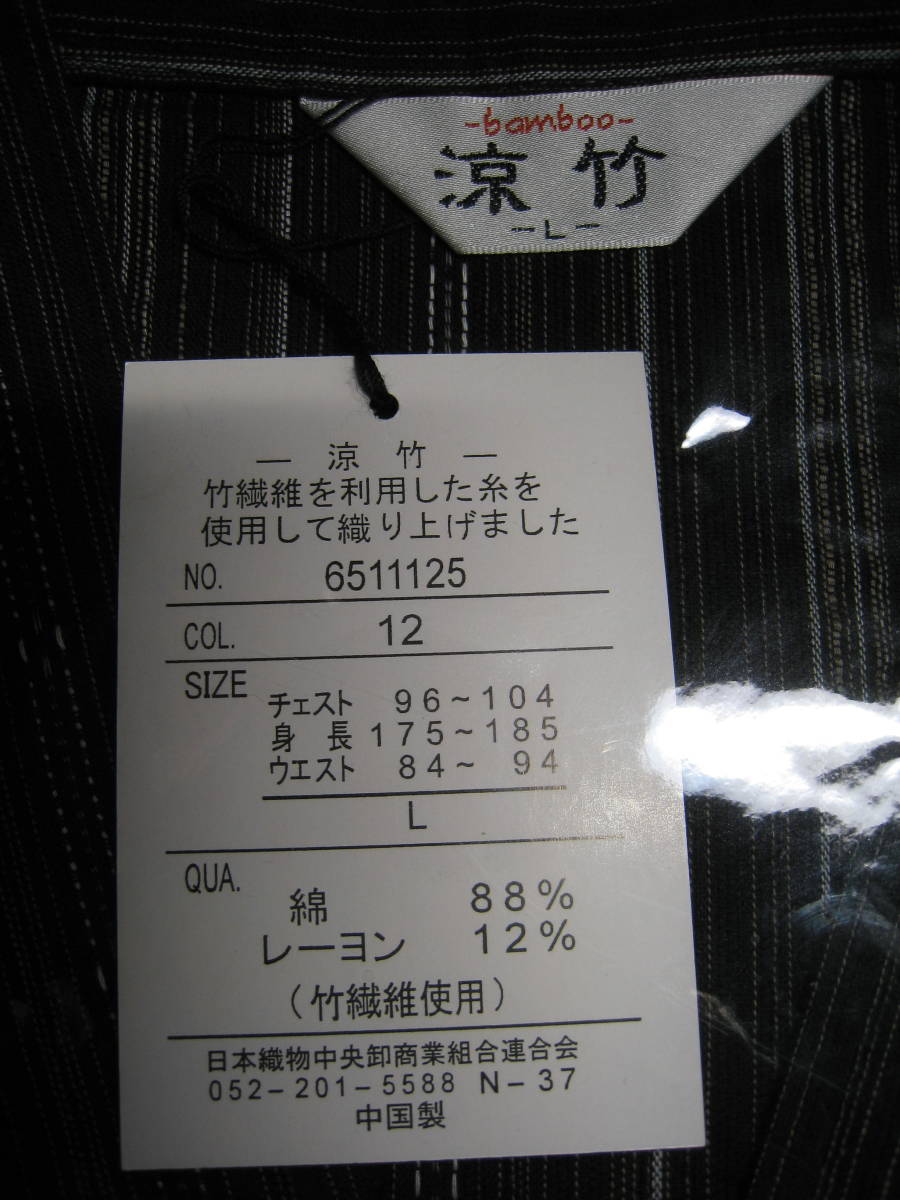 -bamboo-
涼竹
-L-
— 涼 竹 —
竹繊維を利用した糸を
使用して織り上げました
NO. 6511125
COL. 12
SIZE
チェスト 96~104
身 長 175~185
ウエスト 84~ 94
L
QUA.
綿 88%
レーヨン 12%
(竹繊維使用)
日本織物中央卸商業組合連合会
052-201-5588 N-37
中国製